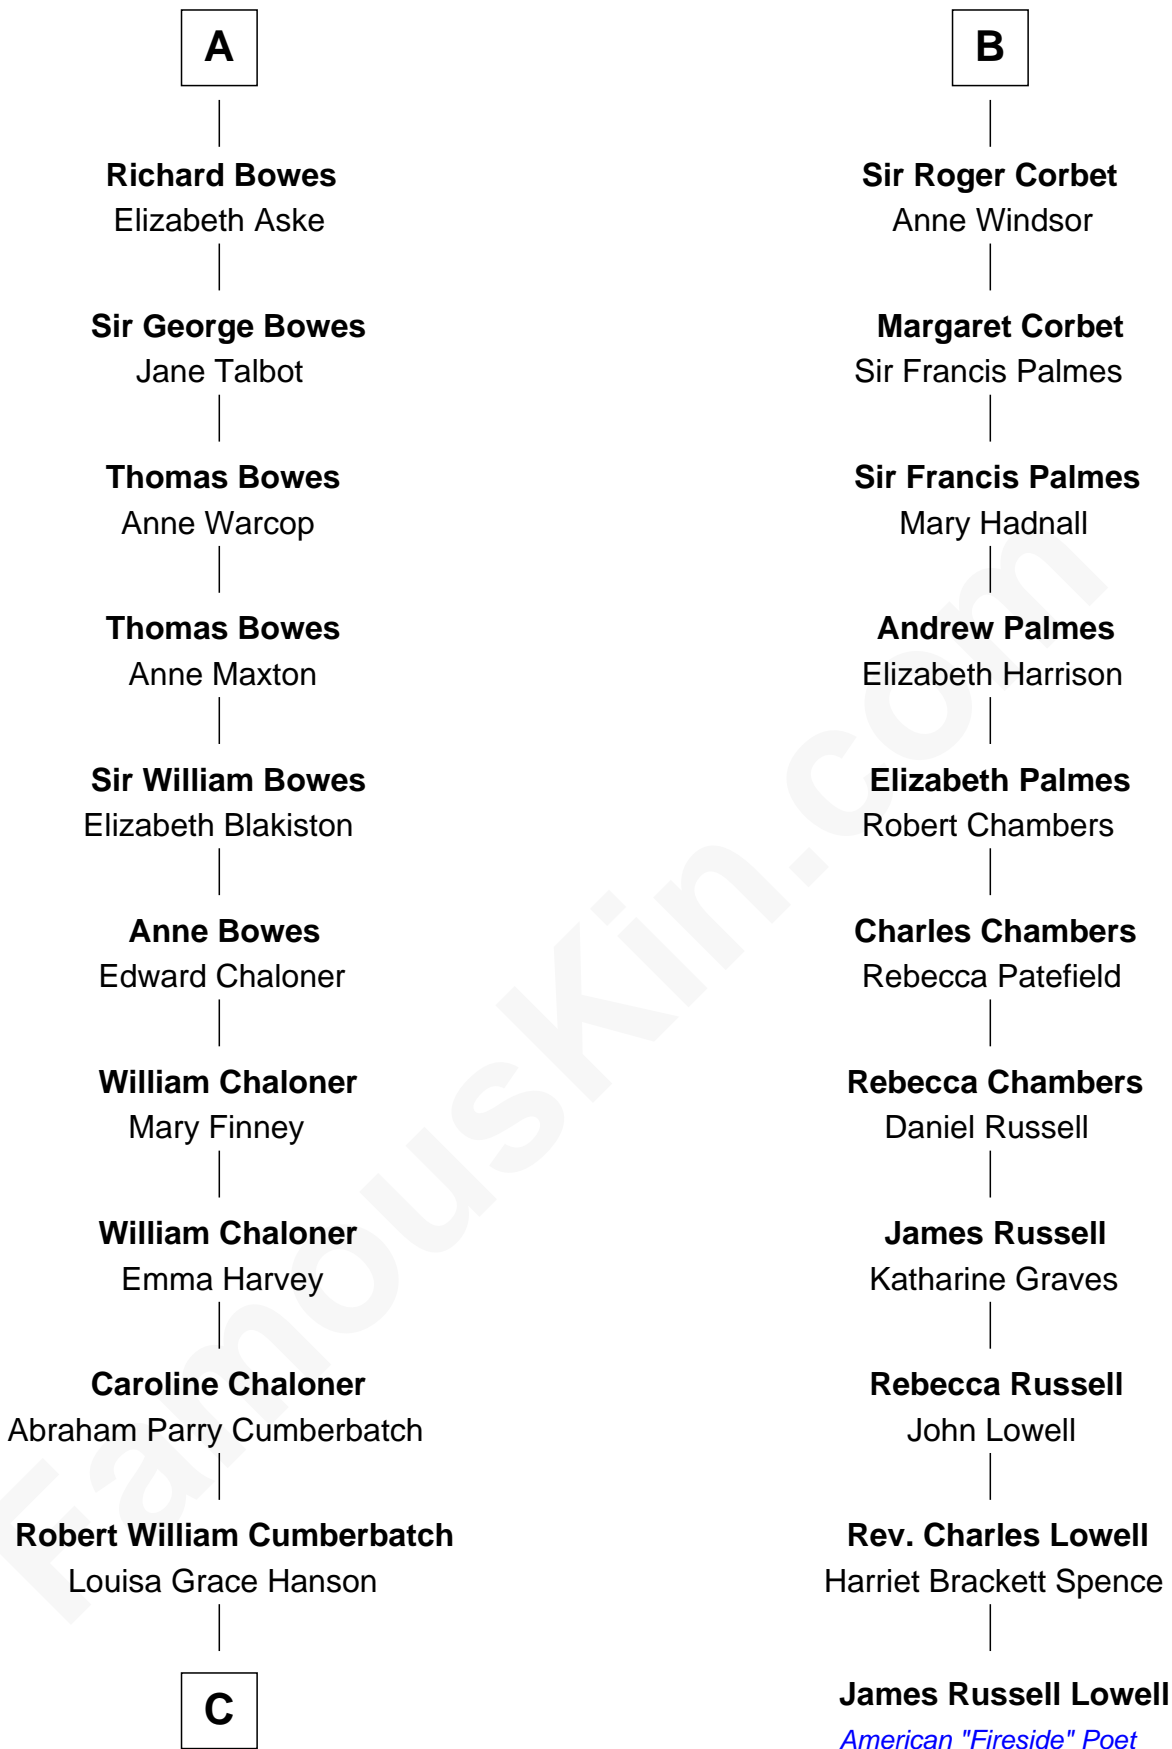 A
Richard Bowes
Elizabeth Aske
Sir George Bowes
Jane Talbot
Thomas Bowes
Anne Warcop
Thomas Bowes
Anne Maxton
Sir William Bowes
Elizabeth Blakiston
Anne Bowes
Edward Chaloner
William Chaloner
Mary Finney
William Chaloner
Emma Harvey
Caroline Chaloner
Abraham Parry Cumberbatch
Robert William Cumberbatch
Louisa Grace Hanson
C
B
Sir Roger Corbet
Anne Windsor
Margaret Corbet
Sir Francis Palmes
Sir Francis Palmes
Mary Hadnall
Andrew Palmes
Elizabeth Harrison
Elizabeth Palmes
Robert Chambers
Charles Chambers
Rebecca Patefield
Rebecca Chambers
Daniel Russell
James Russell
Katharine Graves
Rebecca Russell
John Lowell
Rev. Charles Lowell
Harriet Brackett Spence
James Russell Lowell
American "Fireside" Poet
FamousKin.com